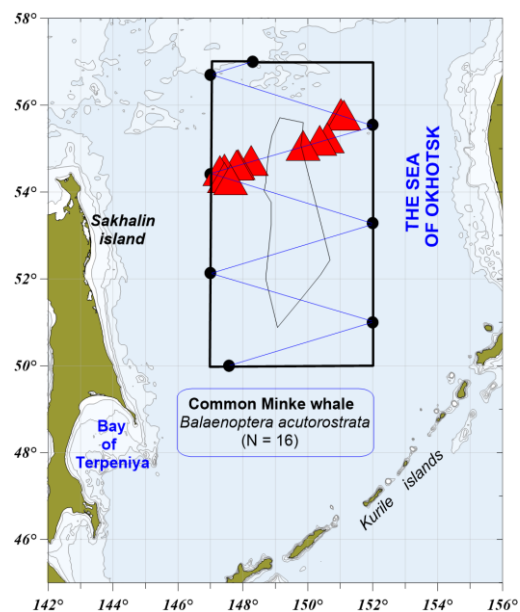 58°
56°
54°
52°
50°
48°
46°
Sakhalin
island
THE SEA
OF OKHOTSK
Common Minke whale
Balaenoptera acutorostrata
(N = 16)
Bay
of
Terpeniya
Kurile islands
142° 144° 146° 148° 150° 152° 154° 156°